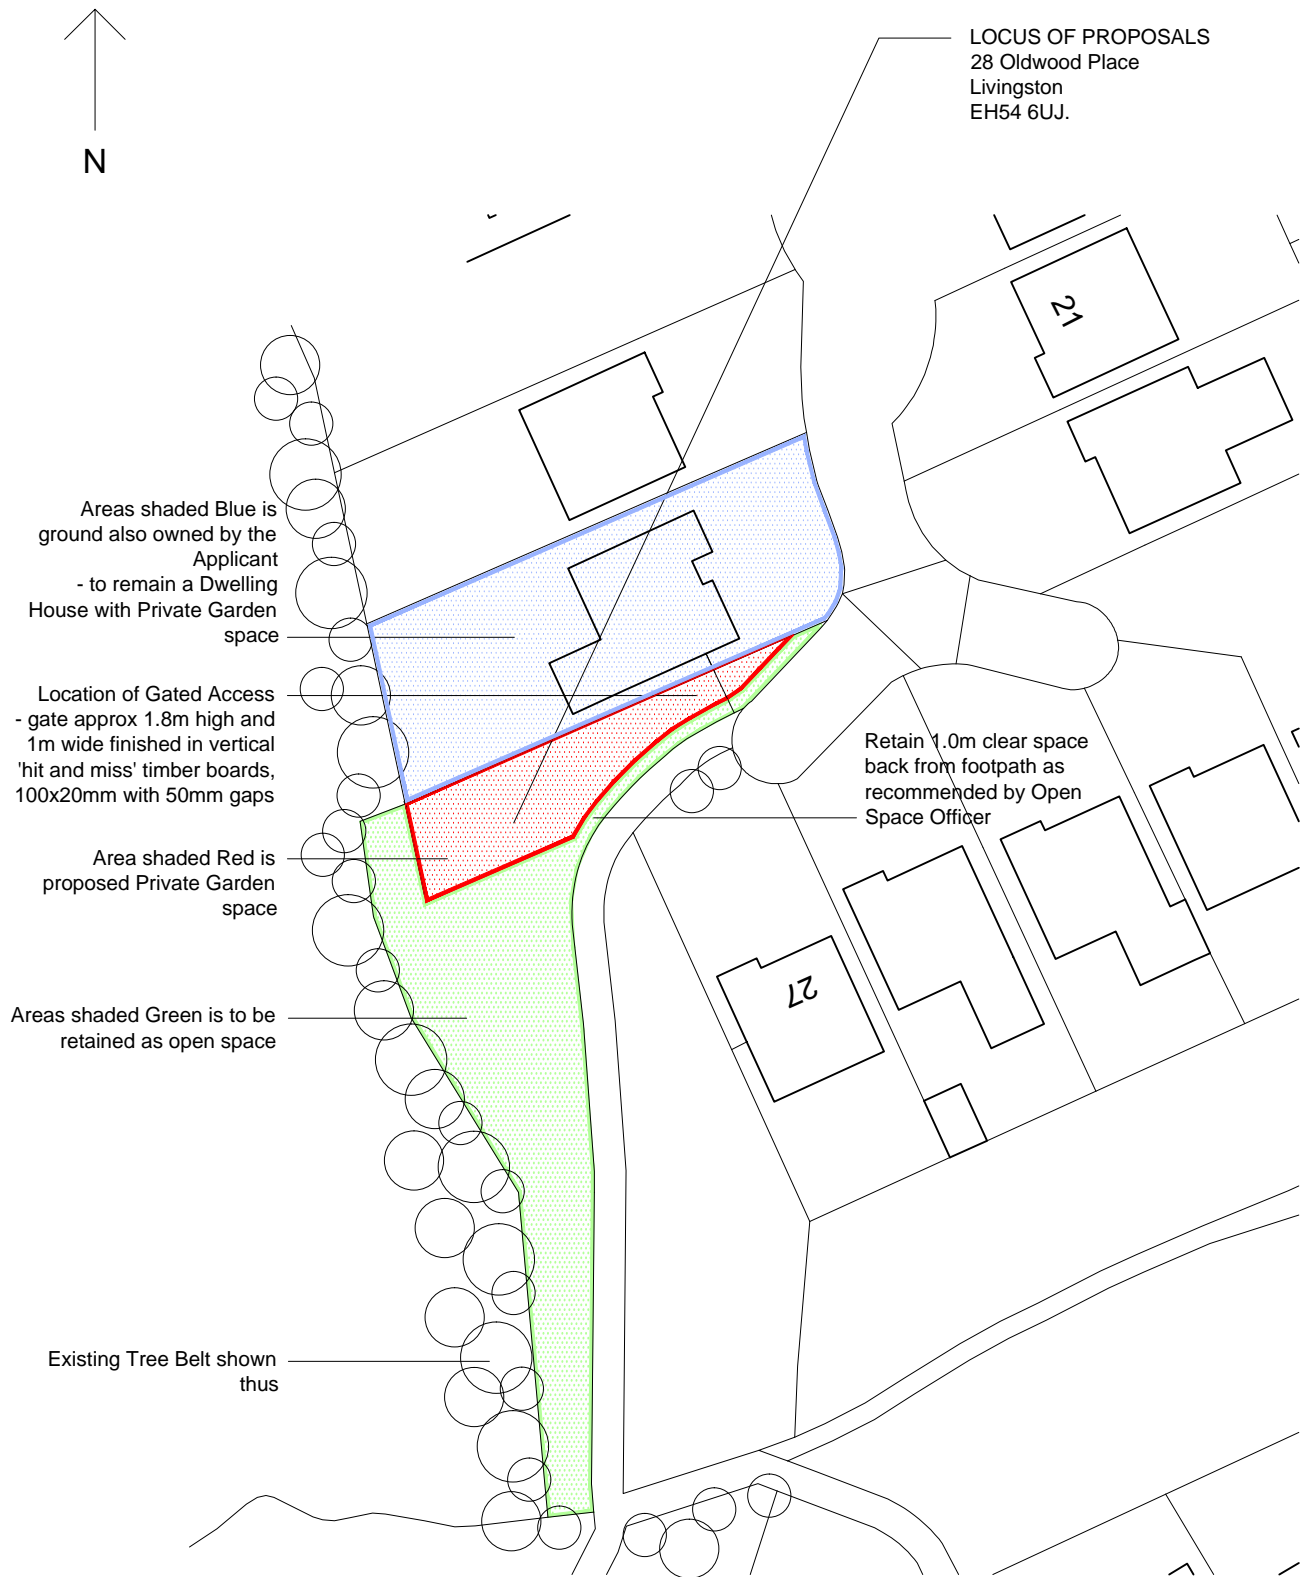 LOCUS OF PROPOSALS
28 Oldwood Place
Livingston
EH54 6UJ.
N
21
Areas shaded Blue is
ground also owned by the
Applicant
- to remain a Dwelling
House with Private Garden
space
Location of Gated Access
- gate approx 1.8m high and
1m wide finished in vertical
'hit and miss' timber boards,
100x20mm with 50mm gaps
Retain 1.0m clear space
back from footpath as
recommended by Open
Space Officer
Area shaded Red is
proposed Private Garden
space
27
Areas shaded Green is to be
retained as open space
Existing Tree Belt shown
thus